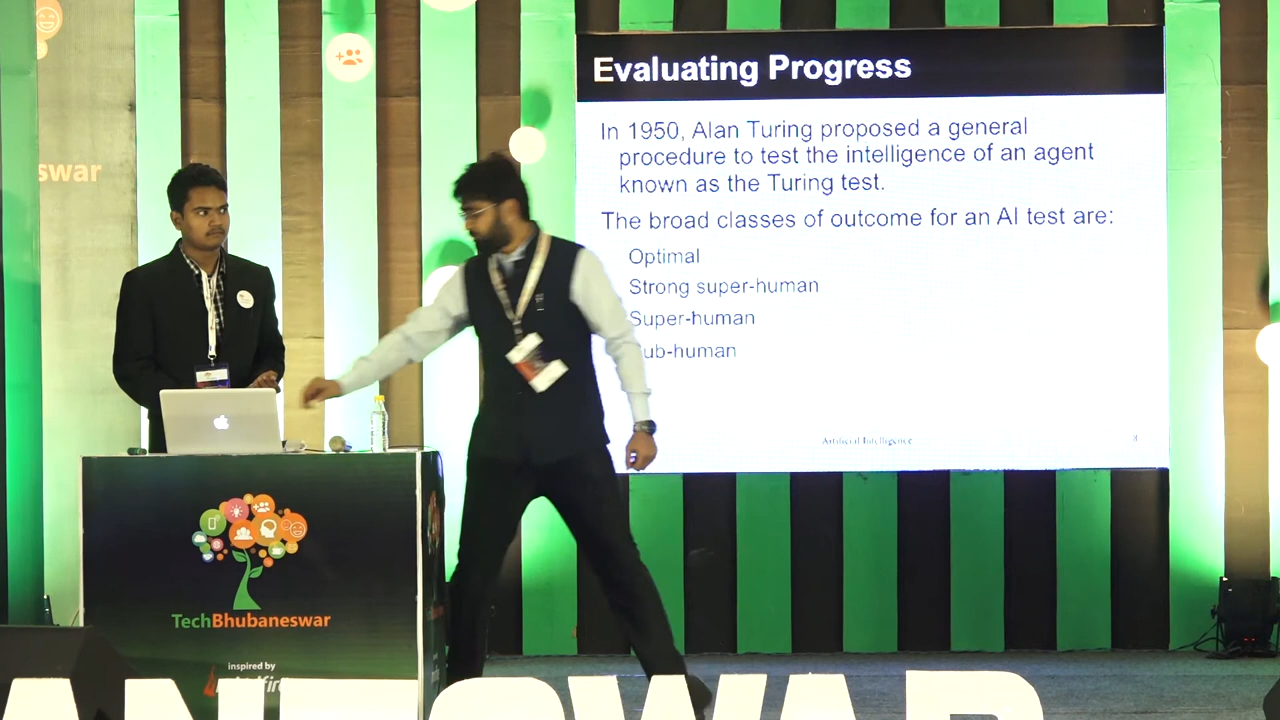 Evaluating Progress
In 1950, Alan Turing proposed a general
procedure to test the intelligence of an agent
known as the Turing test.
The broad classes of outcome for an AI test are:
Optimal
Strong super-human
Super-human
ub-human
Artificial Intelligence
8
swar
TechBhubaneswar
inspired by